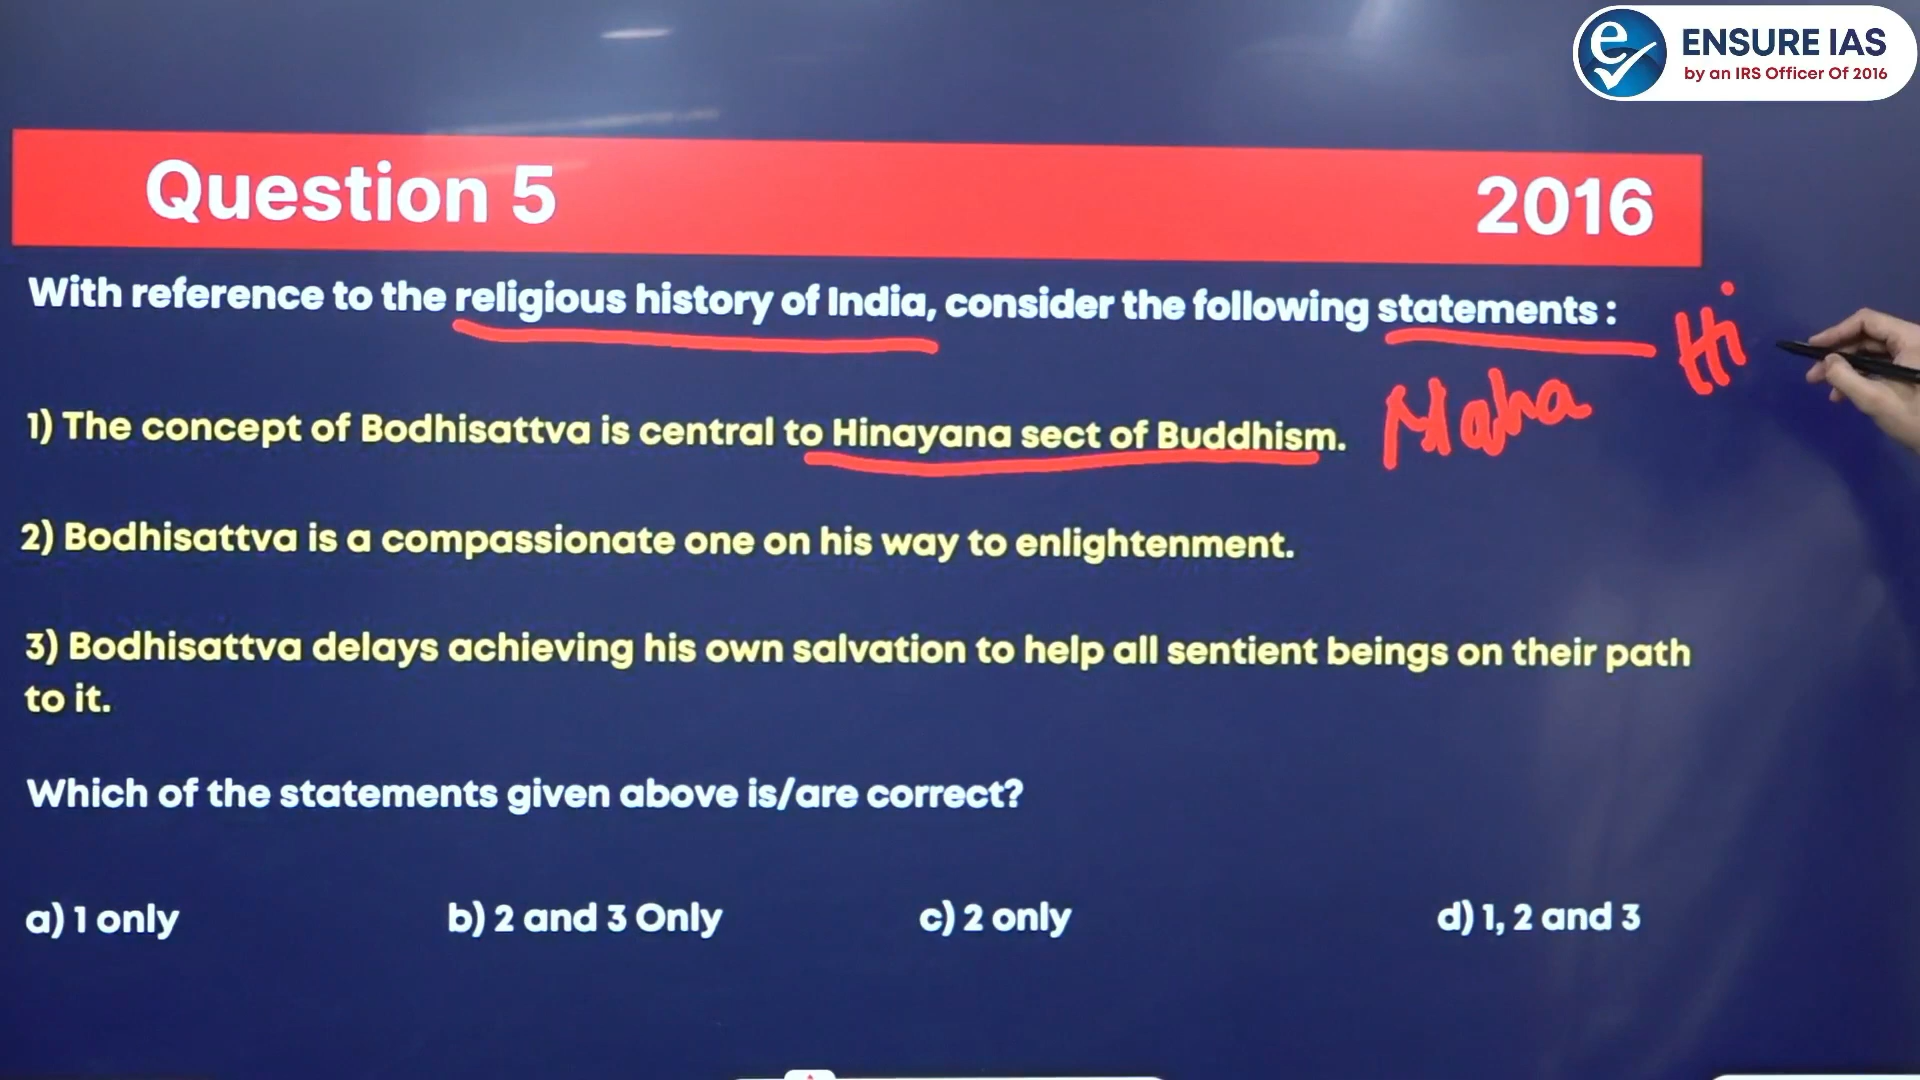 ENSURE IAS
by an IRS Officer Of 2016
Question 5 2016
With reference to the religious history of India, consider the following statements :
Hi
Maha
1) The concept of Bodhisattva is central to Hinayana sect of Buddhism.
2) Bodhisattva is a compassionate one on his way to enlightenment.
3) Bodhisattva delays achieving his own salvation to help all sentient beings on their path
to it.
Which of the statements given above is/are correct?
a) 1 only b) 2 and 3 Only c) 2 only d) 1, 2 and 3